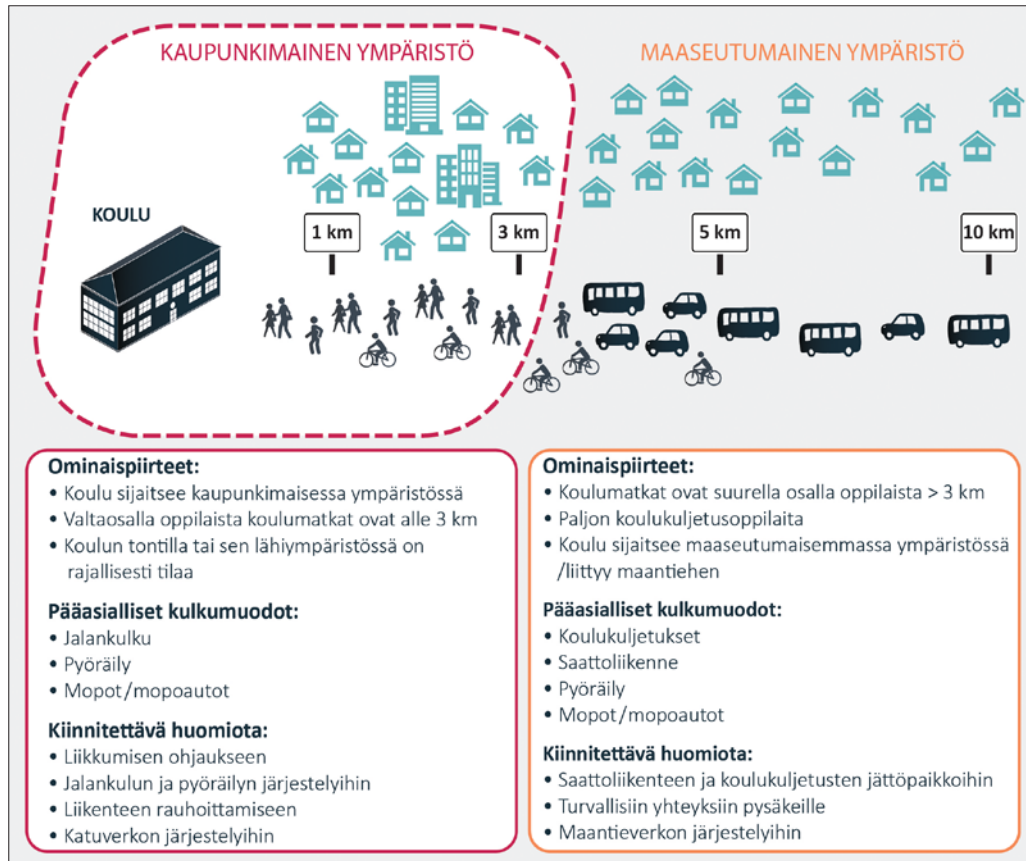 KAUPUNKIMAINEN YMPÄRISTÖ
MAASEUTUMAINEN YMPÄRISTÖ
KOULU
1 km
3 km
5 km
10 km
Ominaispiirteet:
• Koulu sijaitsee kaupunkimaisessa ympäristössä
• Valtaosalla oppilaista koulumatkat ovat alle 3 km
• Koulun tontilla tai sen lähiympäristössä on
rajallisesti tilaa
Pääasialliset kulkumuodot:
• Jalankulku
• Pyöräily
• Mopot/mopoautot
Kiinnitettävä huomiota:
• Liikkumisen ohjaukseen
• Jalankulun ja pyöräilyn järjestelyihin
• Liikenteen rauhoittamiseen
• Katuverkon järjestelyihin
Ominaispiirteet:
• Koulumatkat ovat suurella osalla oppilaista > 3 km
• Paljon koulukuljetusoppilaita
• Koulu sijaitsee maaseutumaisemmassa ympäristössä
/liittyy maantiehen
Pääasialliset kulkumuodot:
• Koulukuljetukset
• Saattoliikenne
• Pyöräily
• Mopot/mopoautot
Kiinnitettävä huomiota:
• Saattoliikenteen ja koulukuljetusten jättöpaikkoihin
• Turvallisiin yhteyksiin pysäkeille
• Maantieverkon järjestelyihin